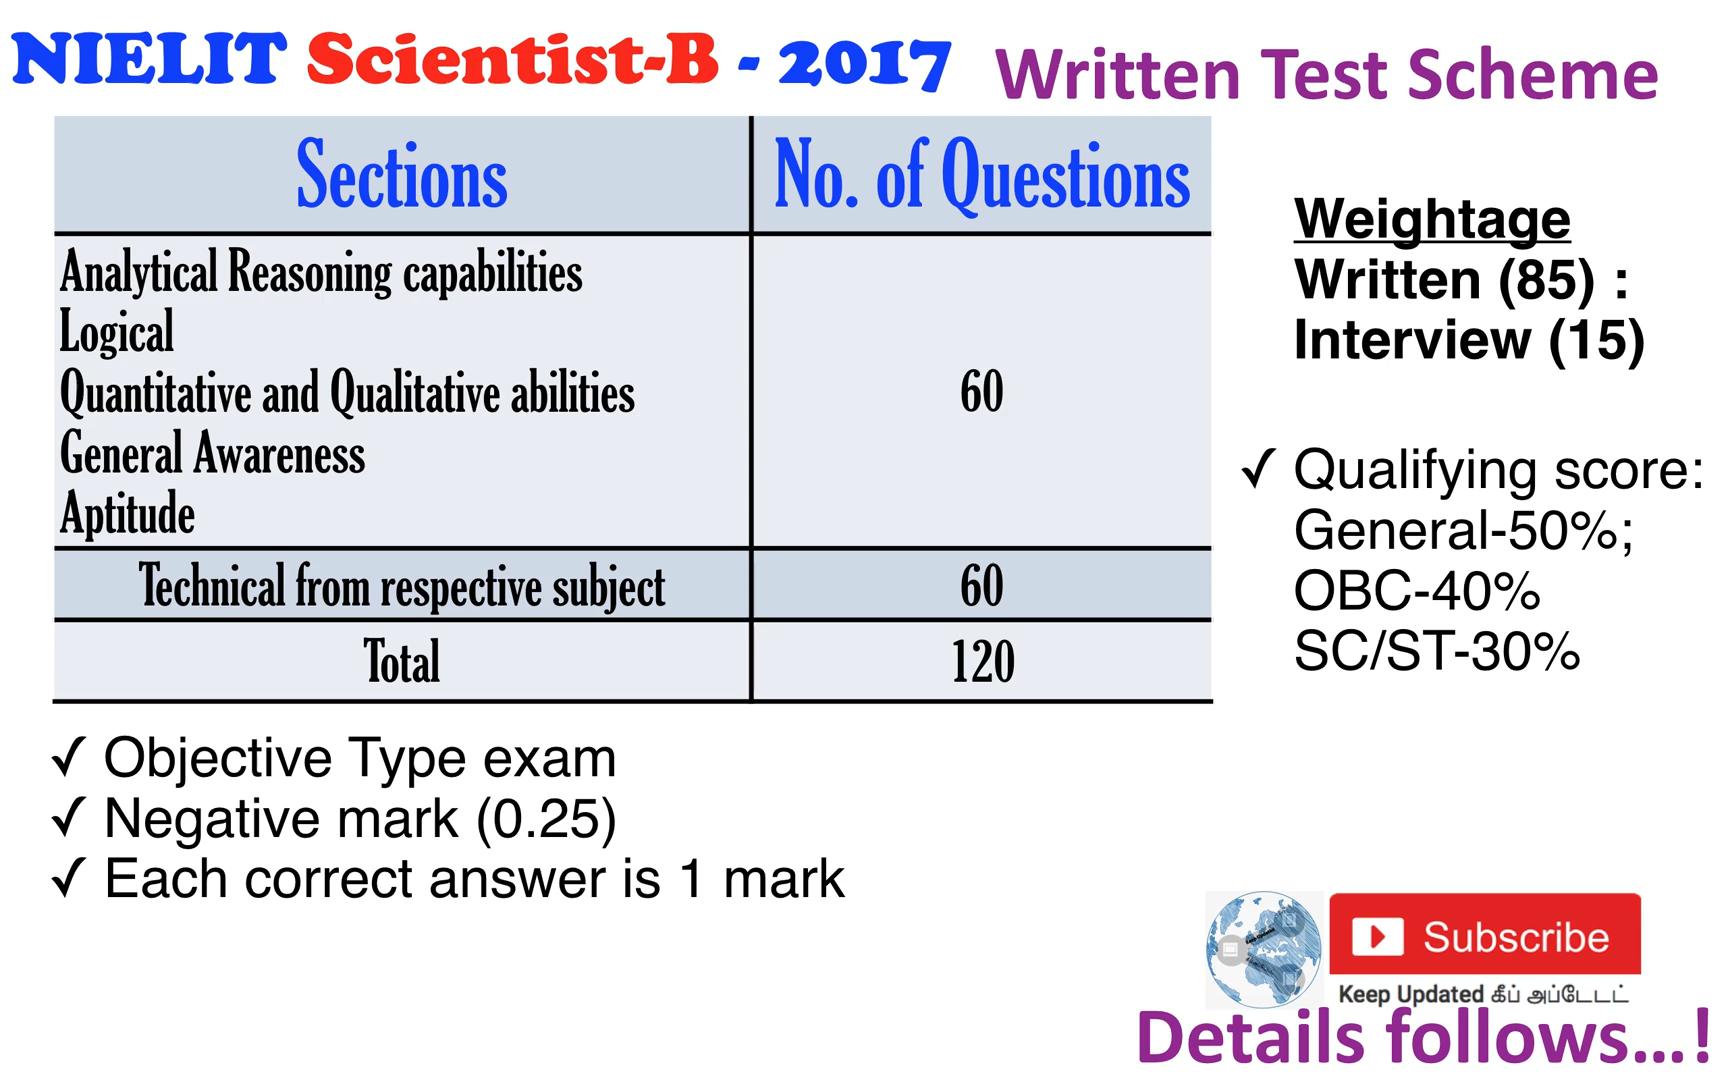 NIELIT Scientist-B - 2017 Written Test Scheme
Sections No. of Questions
Analytical Reasoning capabilities
Logical
Quantitative and Qualitative abilities
General Awareness
Aptitude
60
Technical from respective subject 60
Total 120
Weightage
Written (85) :
Interview (15)
✓ Qualifying score:
General-50%;
OBC-40%
SC/ST-30%
✓ Objective Type exam
✓ Negative mark (0.25)
✓ Each correct answer is 1 mark
Subscribe
Keep Updated கீப் அப்டேடட்
Details follows...!